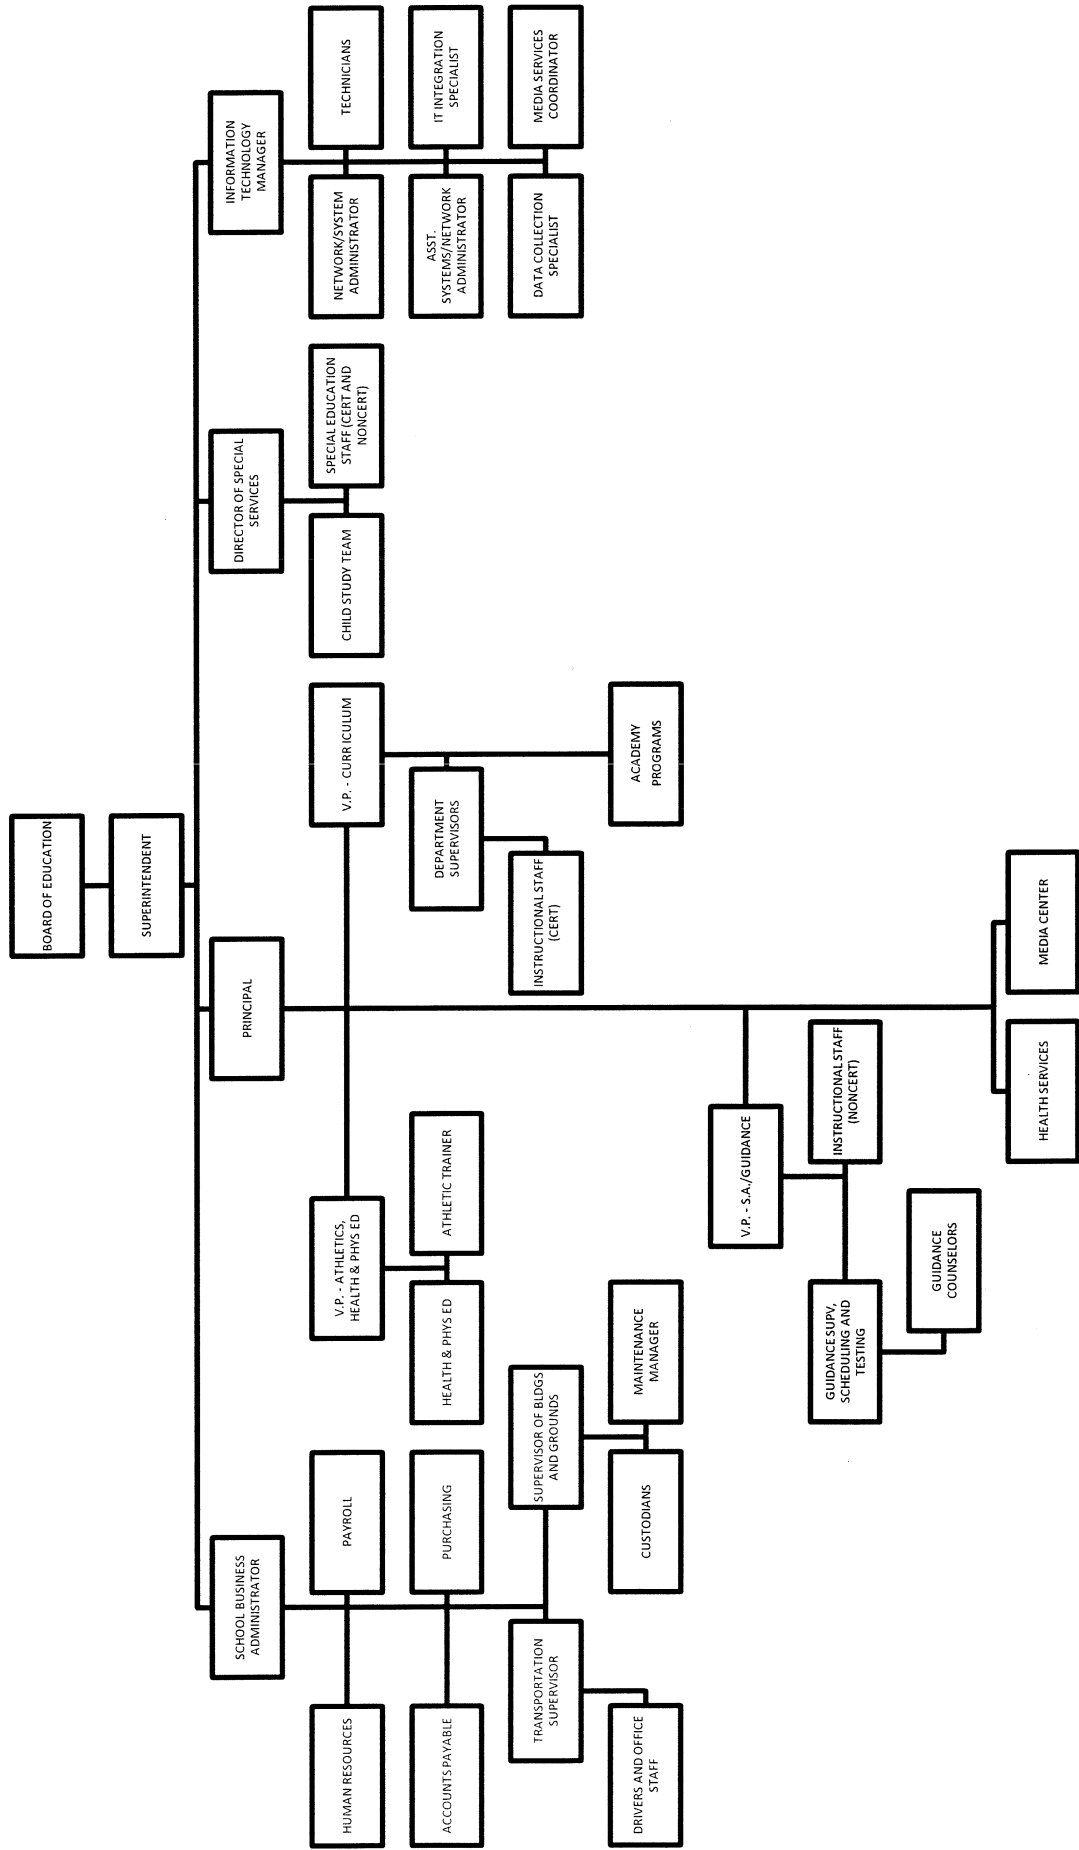 BOARD OF EDUCATION
SUPERINTENDENT
SCHOOL BUSINESS
ADMINISTRATOR
PRINCIPAL
DIRECTOR OF SPECIAL
SERVICES
INFORMATION
TECHNOLOGY
MANAGER
HUMAN RESOURCES
PAYROLL
V.P. - ATHLETICS,
HEALTH & PHYS ED
V.P. - CURR ICULUM
CHILD STUDY TEAM
SPECIAL EDUCATION
STAFF (CERT AND
NONCERT)
NETWORK/SYSTEM
ADMINISTRATOR
TECHNICIANS
ACCOUNTS PAYABLE
PURCHASING
HEALTH & PHYS ED
ATHLETIC TRAINER
DEPARTMENT
SUPERVISORS
ASST.
SYSTEMS/NETWORK
ADMINISTRATOR
IT INTEGRATION
SPECIALIST
TRANSPORTATION
SUPERVISOR
SUPERVISOR OF BLDGS
AND GROUNDS
INSTRUCTIONAL STAFF
(CERT)
DATA COLLECTION
SPECIALIST
MEDIA SERVICES
COORDINATOR
DRIVERS AND OFFICE
STAFF
CUSTODIANS
MAINTENANCE
MANAGER
ACADEMY
PROGRAMS
V.P. - S.A./GUIDANCE
GUIDANCE SUPV,
SCHEDULING AND
TESTING
INSTRUCTIONAL STAFF
(NONCERT)
GUIDANCE
COUNSELORS
HEALTH SERVICES
MEDIA CENTER